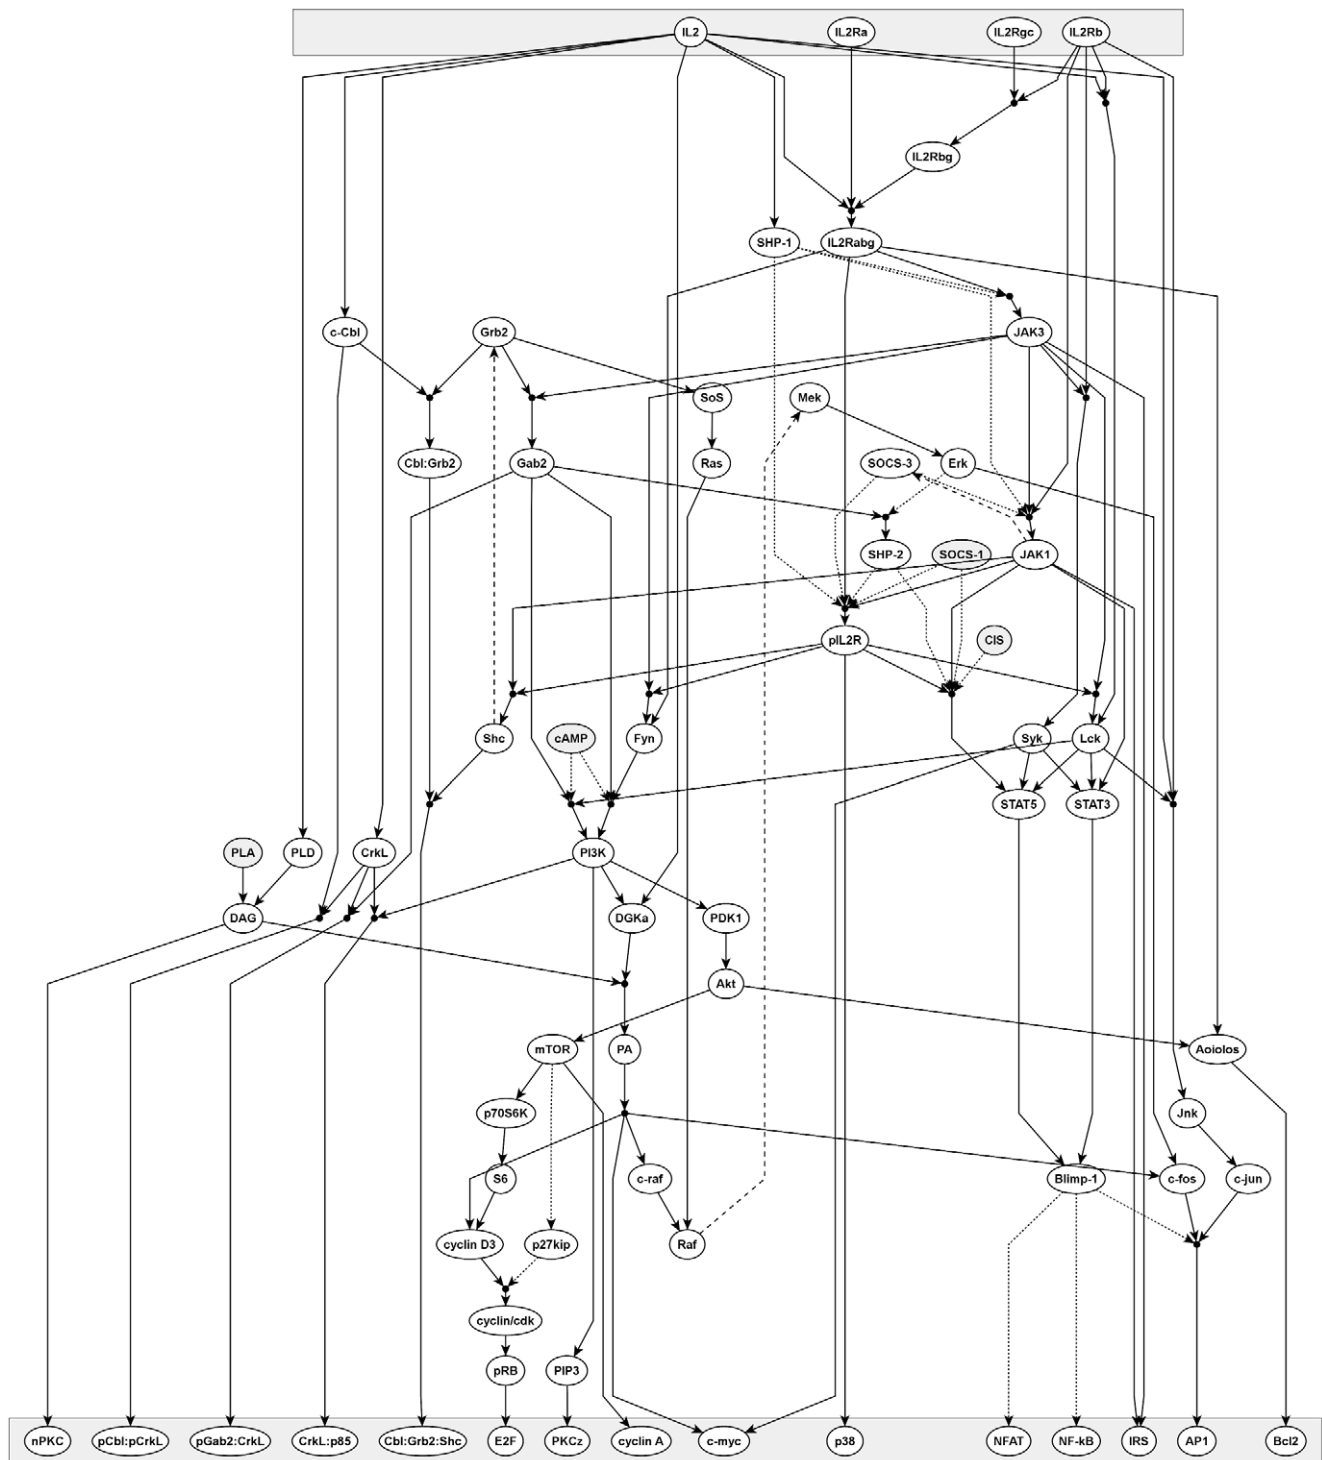 IL2
IL2Ra
IL2Rgc
IL2Rb
IL2Rbg
SHP-1
IL2Rabg
c-Cbl
Grb2
JAK3
SoS
Mek
Cbl:Grb2
Gab2
Ras
SOCS-3
Erk
SHP-2
SOCS-1
JAK1
pIL2R
CIS
Shc
cAMP
Fyn
Syk
Lck
STAT5
STAT3
PLA
PLD
CrkL
PI3K
DAG
DGKa
PDK1
Akt
mTOR
PA
Aoiolos
p70S6K
Jnk
S6
c-raf
Blimp-1
c-fos
c-jun
cyclin D3
p27kip
Raf
cyclin/cdk
pRB
PIP3
nPKC
pCbl:pCrkL
pGab2:CrkL
CrkL:p85
Cbl:Grb2:Shc
E2F
PKCz
cyclin A
c-myc
p38
NFAT
NF-kB
IRS
AP1
Bcl2